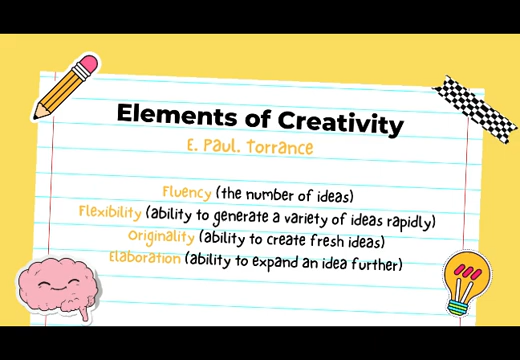 Elements of Creativity
E. Paul. Torrance
Fluency (the number of ideas)
Flexibility (ability to generate a variety of ideas rapidly)
Originality (ability to create fresh ideas)
Elaboration (ability to expand an idea further)